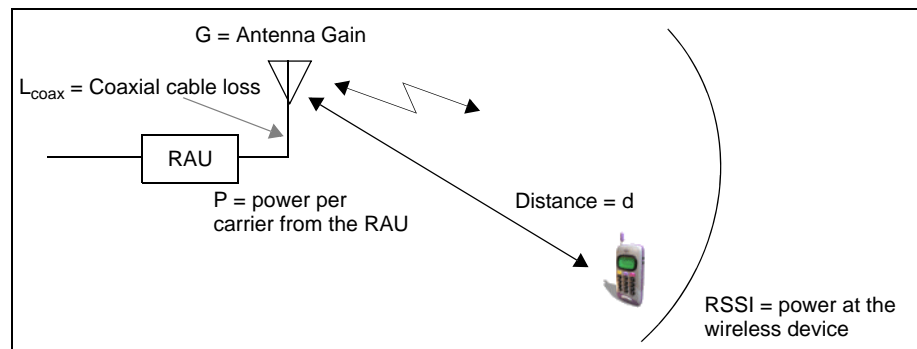 G = Antenna Gain
Lcoax = Coaxial cable loss
RAU
P = power per
carrier from the RAU
Distance = d
RSSI = power at the
wireless device